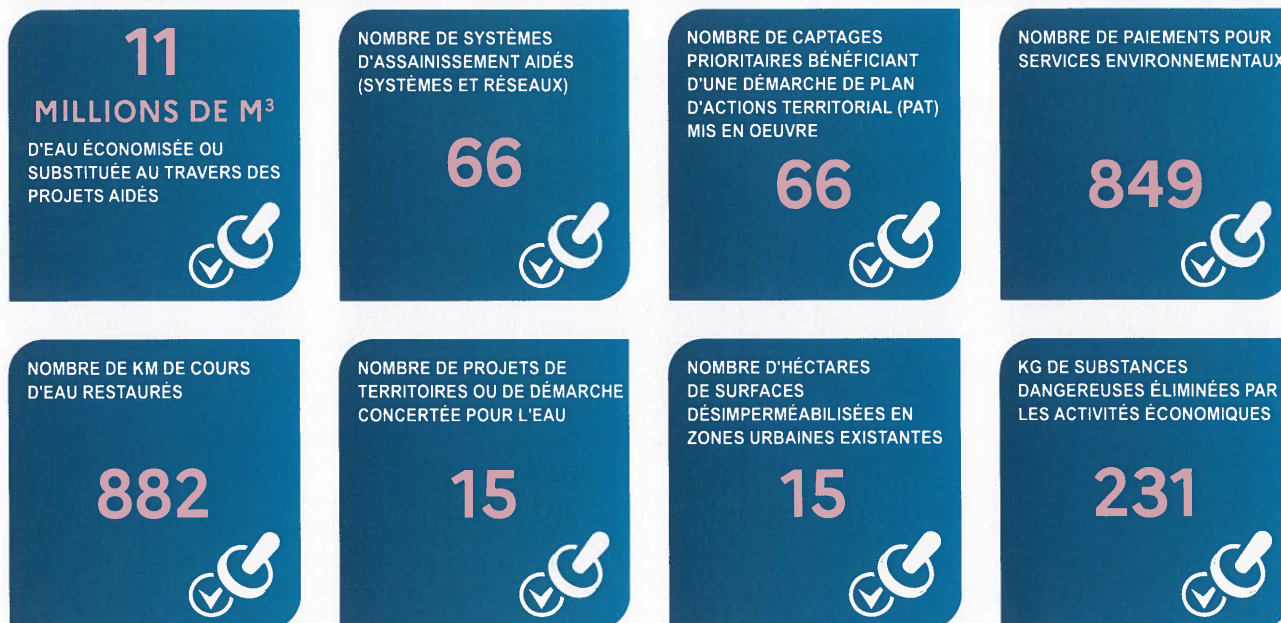 11
MILLIONS DE M³
D'EAU ÉCONOMISÉE OU
SUBSTITUÉE AU TRAVERS DES
PROJETS AIDÉS
NOMBRE DE SYSTÈMES
D'ASSAINISSEMENT AIDÉS
(SYSTÈMES ET RÉSEAUX)
66
NOMBRE DE CAPTAGES
PRIORITAIRES BÉNÉFICIANT
D'UNE DÉMARCHE DE PLAN
D'ACTIONS TERRITORIAL (PAT)
MIS EN OEUVRE
66
NOMBRE DE PAIEMENTS POUR
SERVICES ENVIRONNEMENTAUX
849
NOMBRE DE KM DE COURS
D'EAU RESTAURÉS
882
NOMBRE DE PROJETS DE
TERRITOIRES OU DE DÉMARCHE
CONCERTÉE POUR L'EAU
15
NOMBRE D'HÉCTARES
DE SURFACES
DÉSIMPERMÉABILISÉES EN
ZONES URBAINES EXISTANTES
15
KG DE SUBSTANCES
DANGEREUSES ÉLIMINÉES PAR
LES ACTIVITÉS ÉCONOMIQUES
231